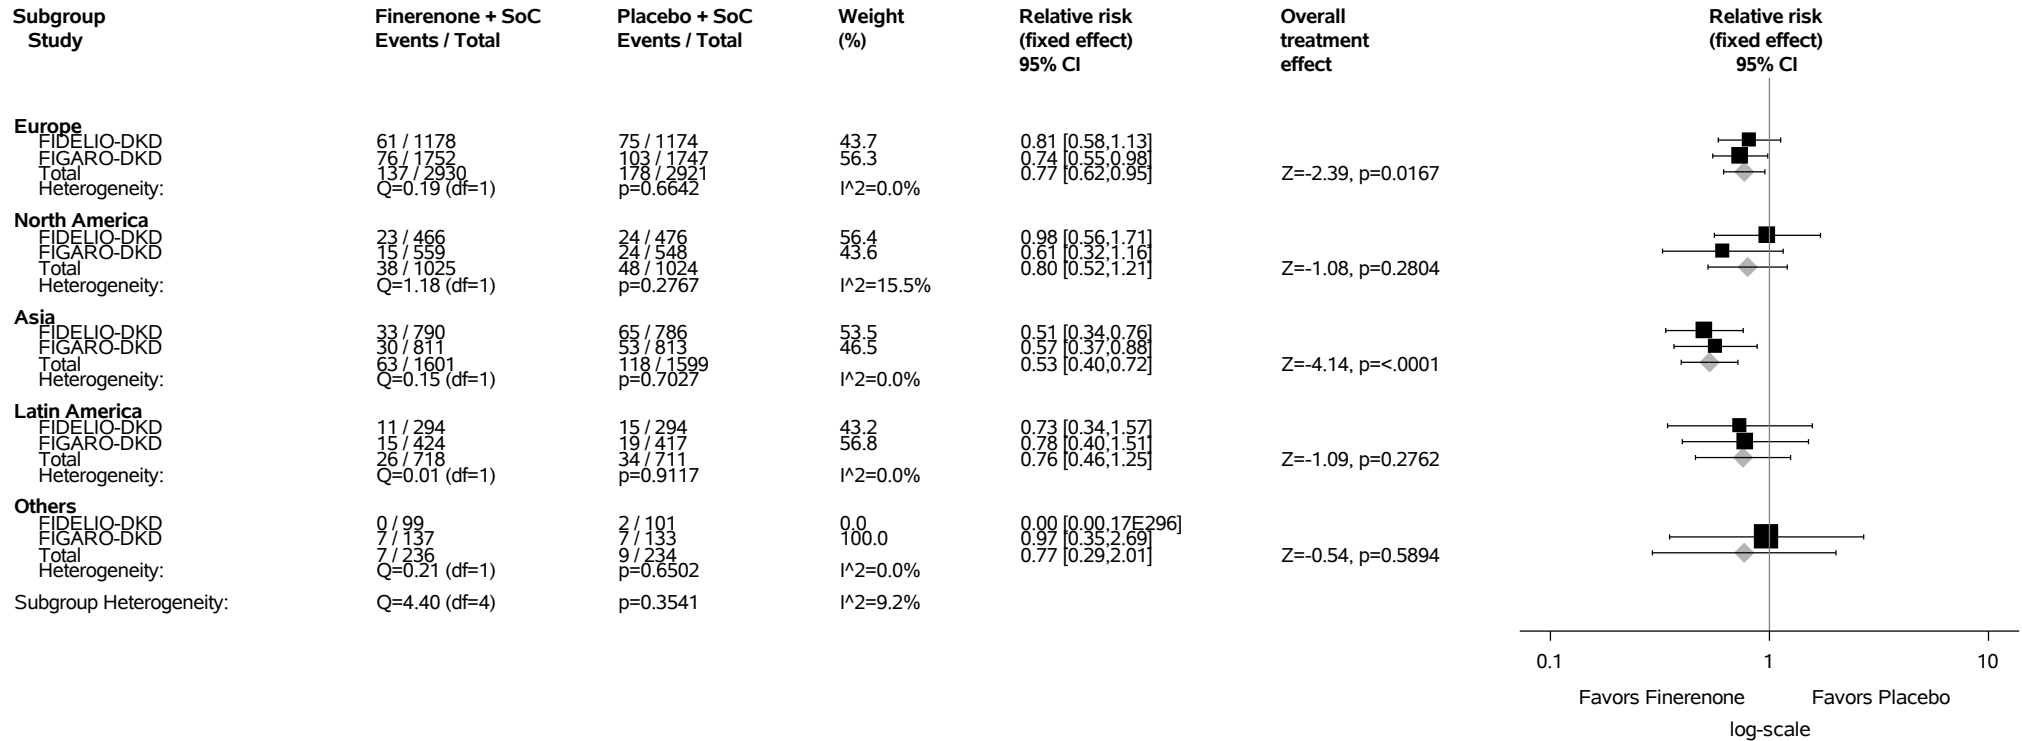 Subgroup Finerenone + SoC Placebo + SoC Weight Relative risk Overall Relative risk
Study Events / Total Events / Total (%) (fixed effect) treatment (fixed effect)
95% CI effect 95% CI
Europe
FIDELIO-DKD 61 / 1178 75 / 1174 43.7 0.81 [0.58,1.13]
FIGARO-DKD 76 / 1752 103 / 1747 56.3 0.74 [0.55,0.98]
Total 137 / 2930 178 / 2921 0.77 [0.62,0.95] Z=-2.39, p=0.0167
Heterogeneity: Q=0.19 (df=1) p=0.6642 I^2=0.0%
North America
FIDELIO-DKD 23 / 466 24 / 476 56.4 0.98 [0.56,1.71]
FIGARO-DKD 15 / 559 24 / 548 43.6 0.61 [0.32,1.16]
Total 38 / 1025 48 / 1024 0.80 [0.52,1.21] Z=-1.08, p=0.2804
Heterogeneity: Q=1.18 (df=1) p=0.2767 I^2=15.5%
Asia
FIDELIO-DKD 33 / 790 65 / 786 53.5 0.51 [0.34,0.76]
FIGARO-DKD 30 / 811 53 / 813 46.5 0.57 [0.37,0.88]
Total 63 / 1601 118 / 1599 0.53 [0.40,0.72] Z=-4.14, p=<.0001
Heterogeneity: Q=0.15 (df=1) p=0.7027 I^2=0.0%
Latin America
FIDELIO-DKD 11 / 294 15 / 294 43.2 0.73 [0.34,1.57]
FIGARO-DKD 15 / 424 19 / 417 56.8 0.78 [0.40,1.51]
Total 26 / 718 34 / 711 0.76 [0.46,1.25] Z=-1.09, p=0.2762
Heterogeneity: Q=0.01 (df=1) p=0.9117 I^2=0.0%
Others
FIDELIO-DKD 0 / 99 2 / 101 0.0 0.00 [0.00,17E296]
FIGARO-DKD 7 / 137 7 / 133 100.0 0.97 [0.35,2.69]
Total 7 / 236 9 / 234 0.77 [0.29,2.01] Z=-0.54, p=0.5894
Heterogeneity: Q=0.21 (df=1) p=0.6502 I^2=0.0%
Subgroup Heterogeneity: Q=4.40 (df=4) p=0.3541 I^2=9.2%
0.1 1 10
Favors Finerenone Favors Placebo
log-scale